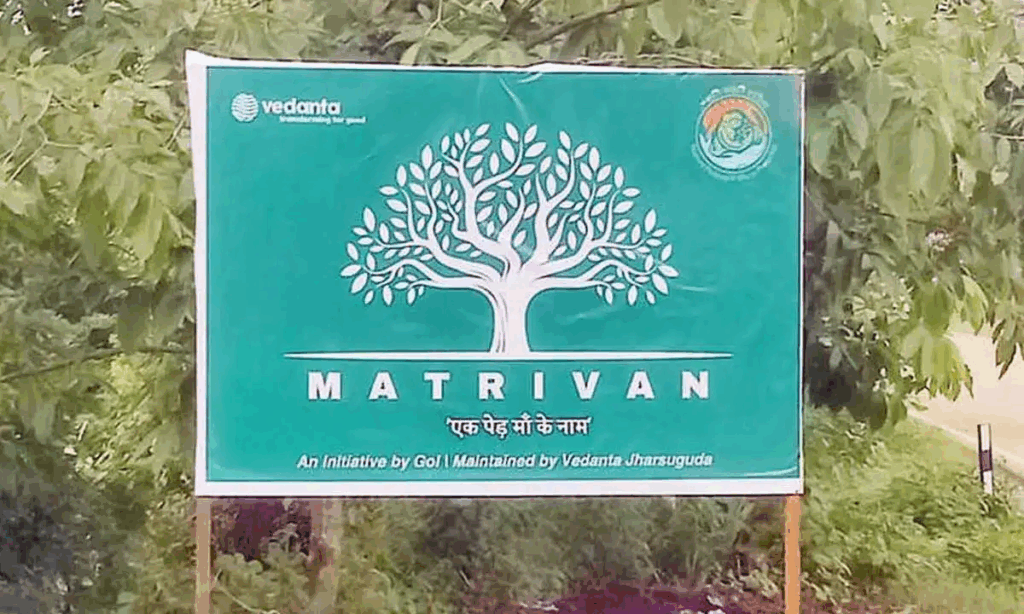 vedanta
transforming for good
MATRIVAN
'एक पेड़ माँ के नाम'
An Initiative by GoI | Maintained by Vedanta Jharsuguda